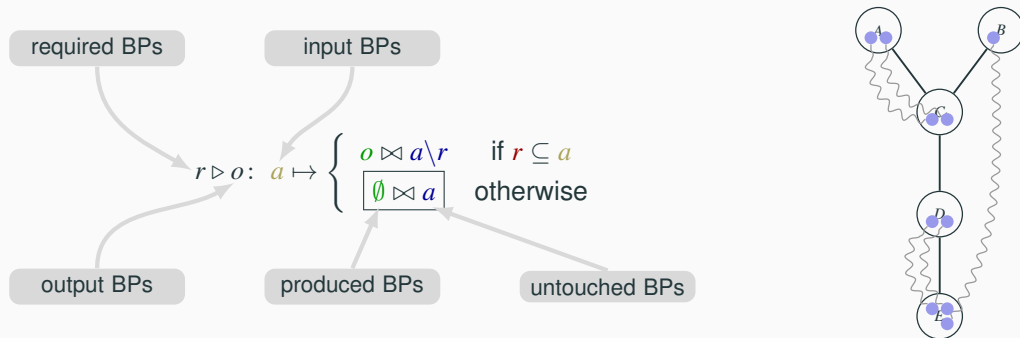 required BPs
input BPs
r ▷ o : a ↦ { o ⋈ a\r if r ⊆ a
∅ ⋈ a otherwise
output BPs
produced BPs
untouched BPs
A
B
C
D
E